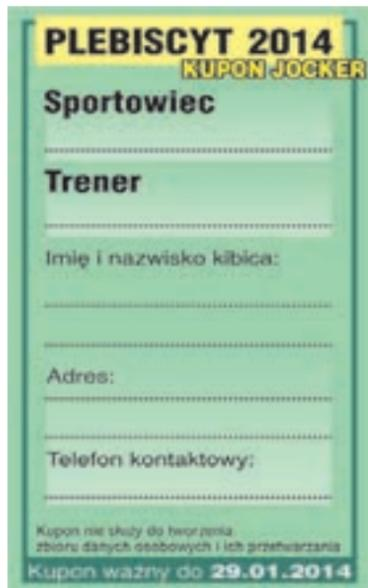 PLEBISCYT 2014
KUPON JOCKER
Sportowiec
Trener
Imię i nazwisko kibica:
Adres:
Telefon kontaktowy:
Kupon nie służy do tworzenia
zbioru danych osobowych i ich przetwarzania
Kupon ważny do 29.01.2014